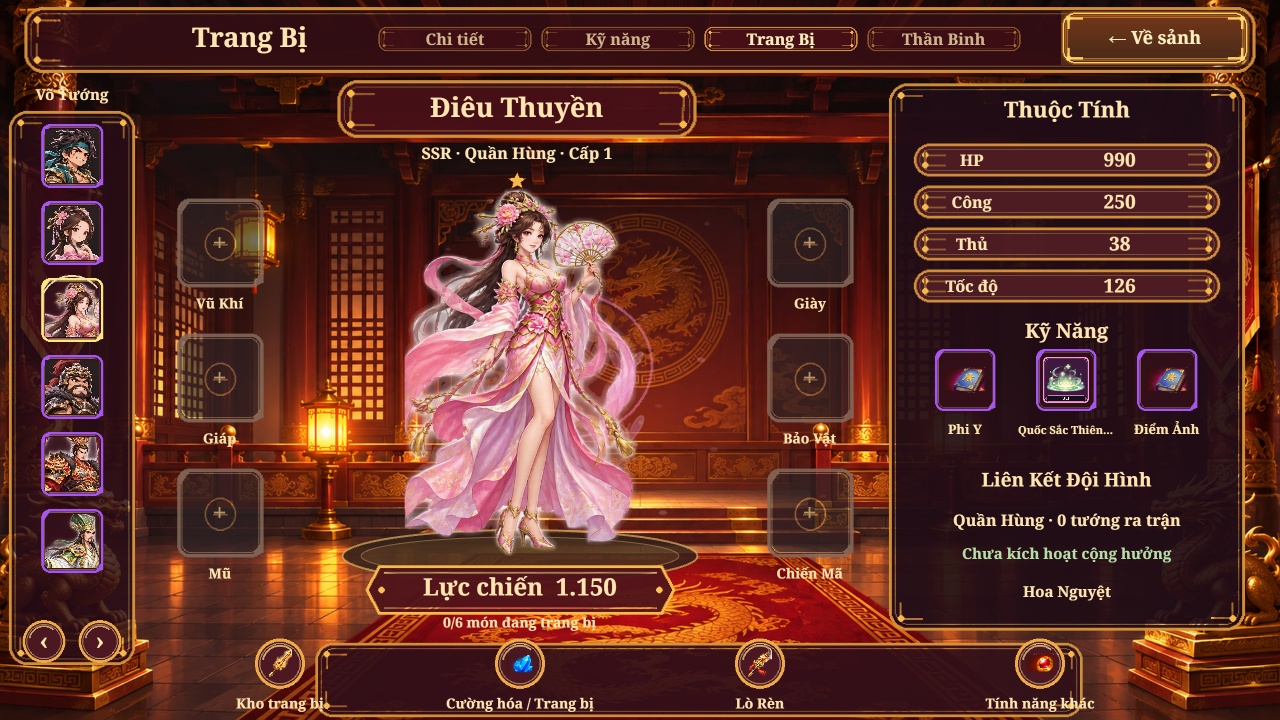 Trang Bị
Chi tiết
Kỹ năng
Trang Bị
Thần Binh
← Về sảnh
Võ Tướng
Điêu Thuyền
SSR · Quần Hùng · Cấp 1
Vũ Khí
Giáp
Mũ
Giày
Bảo Vật
Chiến Mã
Lực chiến 1.150
0/6 món đang trang bị
Thuộc Tính
HP 990
Công 250
Thủ 38
Tốc độ 126
Kỹ Năng
Phi Y
Quốc Sắc Thiên...
Điểm Ảnh
Liên Kết Đội Hình
Quần Hùng · 0 tướng ra trận
Chưa kích hoạt cộng hưởng
Hoa Nguyệt
‹ ›
Kho trang bị
Cường hóa / Trang bị
Lò Rèn
Tính năng khác